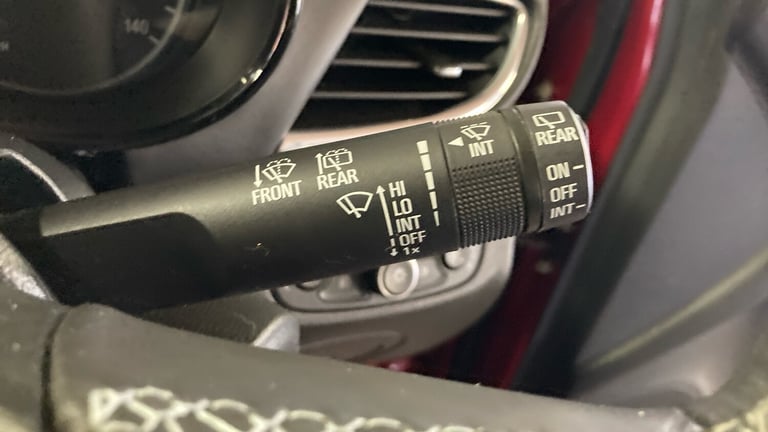 140
FRONT
REAR
HI
LO
INT
OFF
1x
INT
REAR
ON
OFF
INT